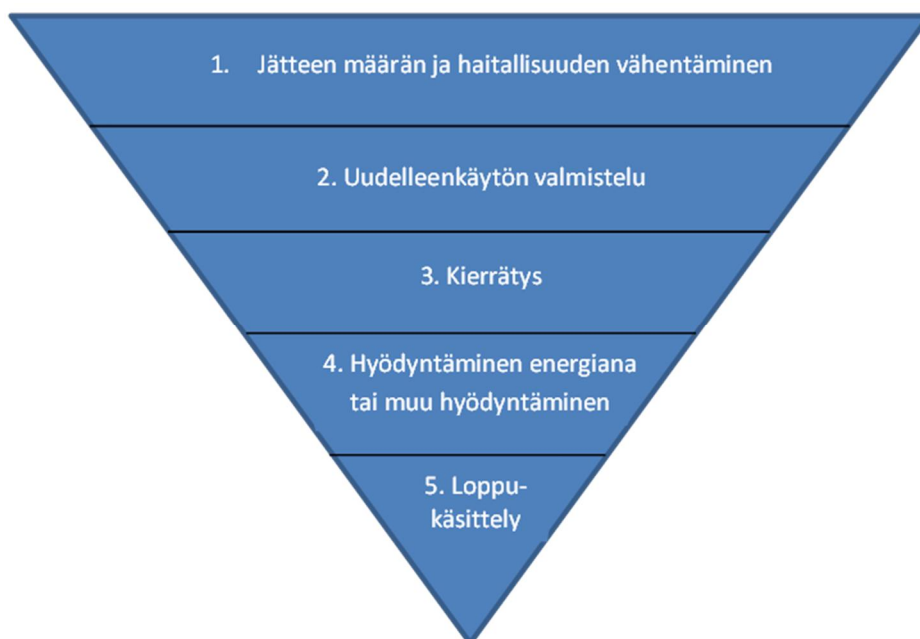 1. Jätteen määrän ja haitallisuuden vähentäminen
2. Uudelleenkäytön valmistelu
3. Kierrätys
4. Hyödyntäminen energiana
tai muu hyödyntäminen
5. Loppu-
käsittely